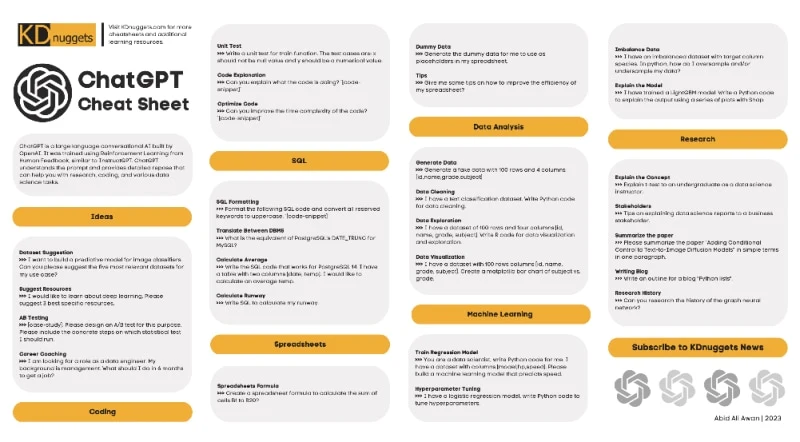 KDnuggets
Visit KDnuggets.com for more
cheatsheets and additional
learning resources.
ChatGPT
Cheat Sheet
ChatGPT is a large language conversational AI built by
OpenAI. It was trained using Reinforcement Learning from
Human Feedback, similar to InstructGPT. ChatGPT
understands the prompt and provides detailed repose that
can help you with research, coding, and various data
science tasks.
Ideas
Dataset Suggestion
>>> I want to build a predictive model for image classifiers.
Can you please suggest the five most relevant datasets for
my use case?
Suggest Resources
>>> I would like to learn about deep learning. Please
suggest 3 best specific resources.
AB Testing
>>> [case-study]. Please design an A/B test for this purpose.
Please include the concrete steps on which statistical test
I should run.
Career Coaching
>>> I am looking for a role as a data engineer. My
background is management. What should I do in 6 months
to get a job?
Coding
Unit Test
>>> Write a unit test for train function. The test cases are: x
should not be null value and y should be a numerical value.
Code Explanation
>>> Can you explain what the code is doing? '[code-
snippet]'
Optimize Code
>>> Can you improve the time complexity of the code?
'[code-snippet]'
SQL
SQL Formatting
>>> Format the following SQL code and convert all reserved
keywords to uppercase. '[code-snippet]'
Translate Between DBMS
>>> What is the equivalent of PostgreSQL's DATE_TRUNC for
MySQL?
Calculate Average
>>> Write the SQL code that works for PostgreSQL 14. I have
a table with two columns [date, temp]. I would like to
calculate an average temp.
Calculate Runway
>>> Write SQL to calculate my runway.
Spreadsheets
Spreadsheets Formula
>>> Create a spreadsheet formula to calculate the sum of
cells B1 to B20?
Dummy Data
>>> Generate the dummy data for me to use as
placeholders in my spreadsheet.
Tips
>>> Give me some tips on how to improve the efficiency of
my spreadsheet?
Data Analysis
Generate Data
>>> Generate a fake data with 100 rows and 4 columns
[id,name,grade,subject]
Data Cleaning
>>> I have a text classification dataset. Write Python code
for data cleaning.
Data Exploration
>>> I have a dataset of 100 rows and four columns[id,
name, grade, subject]. Write R code for data visualization
and exploration.
Data Visualization
>>> I have a dataset with 100 rows columns [id, name,
grade, subject]. Create a matplotlib bar chart of subject vs.
grade.
Machine Learning
Train Regression Model
>>> You are a data scientist, write Python code for me. I
have a dataset with columns [model,hp,speed]. Please
build a machine learning model that predicts speed.
Hyperparameter Tuning
>>> I have a logistic regression model, write Python code to
tune hyperparameters.
Imbalance Data
>>> I have an imbalanced dataset with target column
species. In python, how do I oversample and/or
undersample my data?
Explain the Model
>>> I have trained a LightGBM model. Write a Python code
to explain the output using a series of plots with Shap
Research
Explain the Concept
>>> Explain t-test to an undergraduate as a data science
instructor.
Stakeholders
>>> Tips on explaining data science reports to a business
stakeholder.
Summarize the paper
>>> Please summarize the paper 'Adding Conditional
Control to Text-to-Image Diffusion Models" in simple terms
in one paragraph.
Writing Blog
>>> Write an outline for a blog "Python lists".
Research History
>>> Can you research the history of the graph neural
network?
Subscribe to KDnuggets News
Abid Ali Awan | 2023